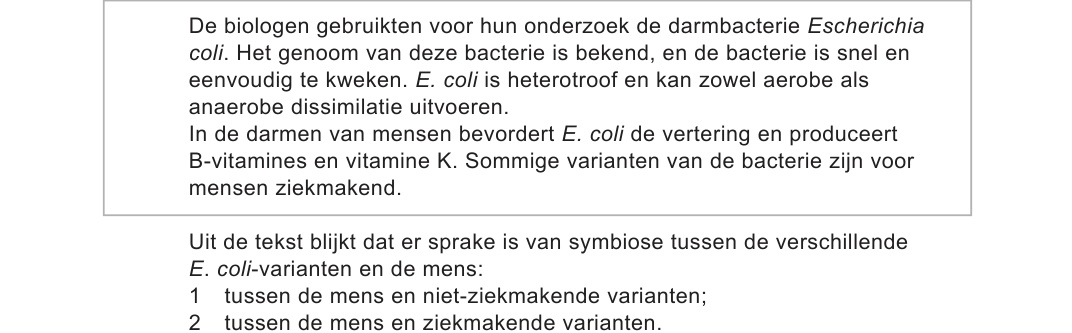 De biologen gebruikten voor hun onderzoek de darmbacterie Escherichia
coli. Het genoom van deze bacterie is bekend, en de bacterie is snel en
eenvoudig te kweken. E. coli is heterotroof en kan zowel aerobe als
anaerobe dissimilatie uitvoeren.
In de darmen van mensen bevordert E. coli de vertering en produceert
B-vitamines en vitamine K. Sommige varianten van de bacterie zijn voor
mensen ziekmakend.
Uit de tekst blijkt dat er sprake is van symbiose tussen de verschillende
E. coli-varianten en de mens:
1 tussen de mens en niet-ziekmakende varianten;
2 tussen de mens en ziekmakende varianten.